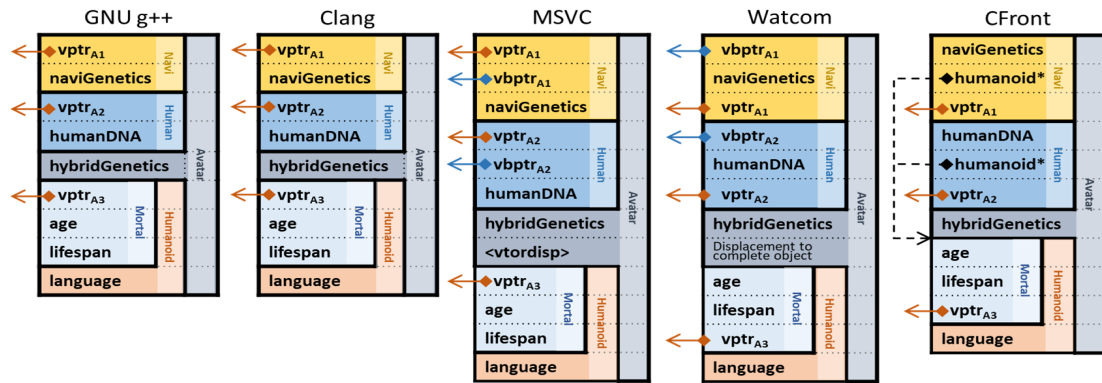 GNU g++
vptrA1
naviGenetics
Navi
vptrA2
humanDNA
Human
hybridGenetics
vptrA3
age
lifespan
Mortal
language
Humanoid
Avatar
Clang
vptrA1
naviGenetics
Navi
vptrA2
humanDNA
Human
hybridGenetics
vptrA3
age
lifespan
Mortal
language
Humanoid
Avatar
MSVC
vptrA1
vbptrA1
naviGenetics
Navi
vptrA2
vbptrA2
humanDNA
Human
hybridGenetics
<vtordisp>
vptrA3
age
lifespan
Mortal
language
Humanoid
Avatar
Watcom
vbptrA1
naviGenetics
vptrA1
Navi
vbptrA2
humanDNA
vptrA2
Human
hybridGenetics
Displacement to
complete object
age
lifespan
vptrA3
Mortal
language
Humanoid
Avatar
CFront
naviGenetics
humanoid*
vptrA1
Navi
humanDNA
humanoid*
vptrA2
Human
hybridGenetics
age
lifespan
vptrA3
Mortal
language
Humanoid
Avatar